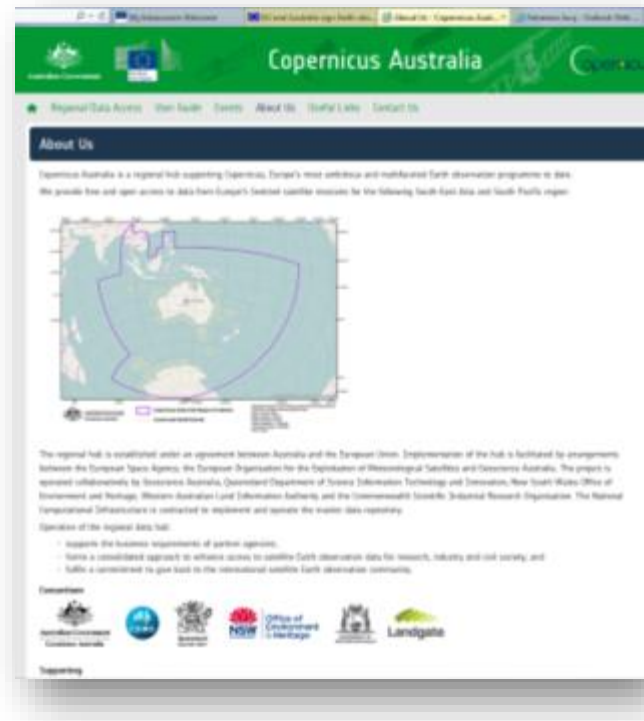 Copernicus Australia
Regional Data Access User Guide Events About Us Useful Links Contact Us
About Us
Copernicus Australia is a regional hub supporting Copernicus, Europe's most ambitious and multifaceted Earth observation programme to date.
We provide free and open access to data from Europe's Sentinel satellite missions for the following South-East Asia and South Pacific region:
The regional hub is established under an agreement between Australia and the European Union. Implementation of the hub is facilitated by arrangements
between the European Space Agency, the European Organisation for the Exploitation of Meteorological Satellites and Geoscience Australia. The project is
operated collaboratively by Geoscience Australia, Queensland Department of Science Information Technology and Innovation, New South Wales Office of
Environment and Heritage, Western Australian Land Information Authority and the Commonwealth Scientific Industrial Research Organisation. The National
Computational Infrastructure is contracted to implement and operate the master data repository.
Operation of the regional data hub:
- supports the business requirements of partner agencies;
- forms a consolidated approach to enhance access to satellite Earth observation data for research, industry and civil society; and
- fulfils a commitment to give back to the international satellite Earth observation community.
Consortium
Australian Government
Geoscience Australia
CSIRO
Queensland
NSW
Office of
Environment
& Heritage
Landgate
Supporting